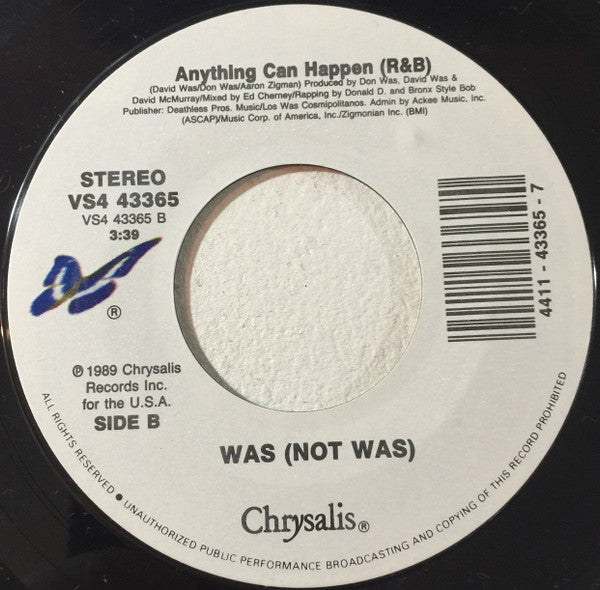 Anything Can Happen (R&B)
(David Was/Don Was/Aaron Zigman) Produced by Don Was, David Was &
David McMurray/Mixed by Ed Cherney/Rapping by Donald D. and Bronx Style Bob
Publisher: Deathless Pros. Music/Los Was Cosmipolitanos. Admin by Ackee Music, Inc.
(ASCAP)/Music Corp. of America, Inc./Zigmonian Inc. (BMI)
STEREO
VS4 43365
VS4 43365 B
3:39
®
4411 - 43365 - 7
℗ 1989 Chrysalis
Records Inc.
for the U.S.A.
SIDE B
WAS (NOT WAS)
Chrysalis®
ALL RIGHTS RESERVED ● UNAUTHORIZED PUBLIC PERFORMANCE BROADCASTING AND COPYING OF THIS RECORD PROHIBITED